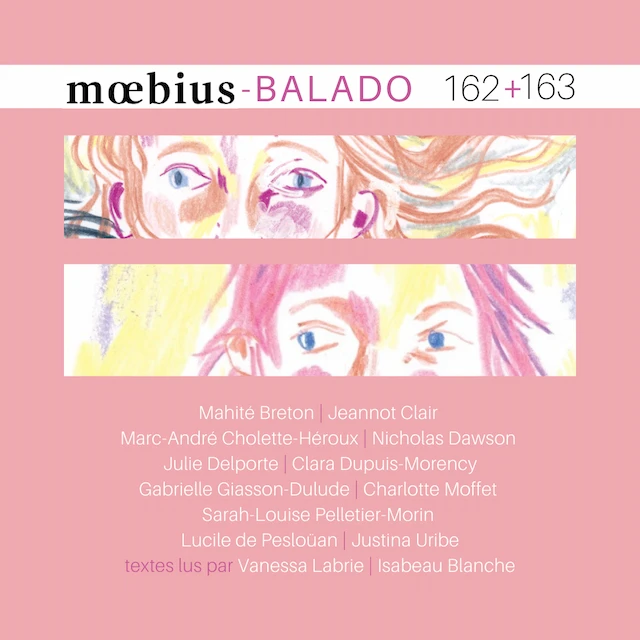 mœbius-BALADO 162+163
Mahité Breton | Jeannot Clair
Marc-André Cholette-Héroux | Nicholas Dawson
Julie Delporte | Clara Dupuis-Morency
Gabrielle Giasson-Dulude | Charlotte Moffet
Sarah-Louise Pelletier-Morin
Lucile de Pesloüan | Justina Uribe
textes lus par Vanessa Labrie | Isabeau Blanche